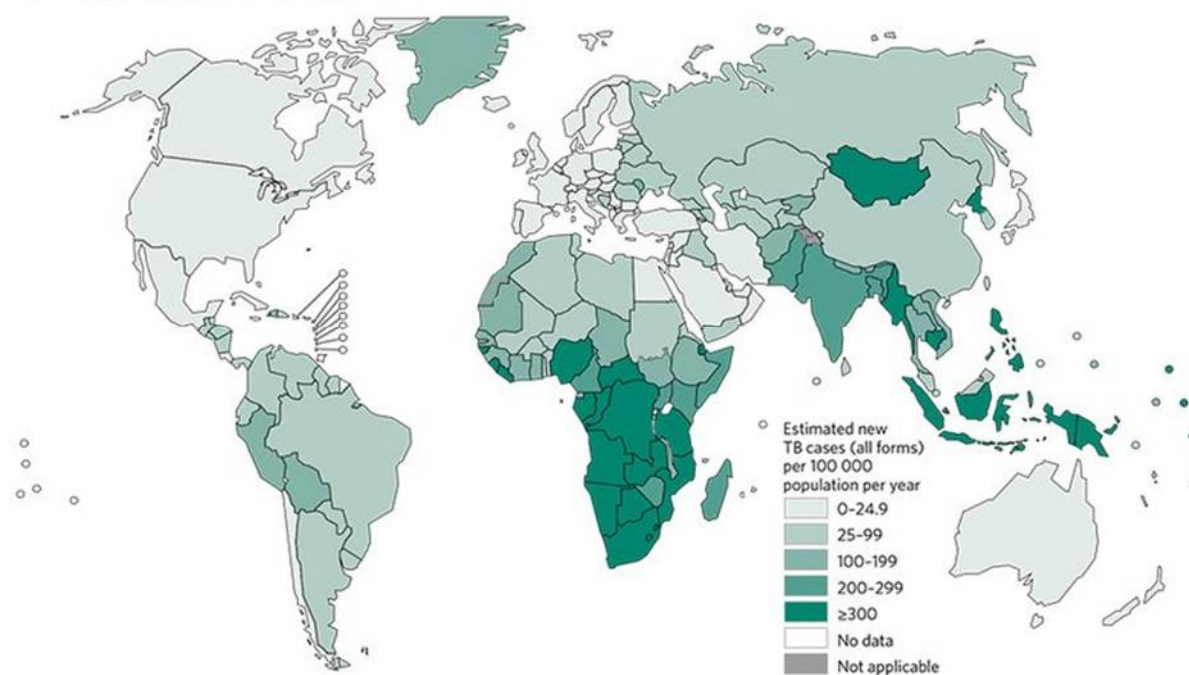 Estimated new
TB cases (all forms)
per 100 000
population per year
0–24.9
25–99
100–199
200–299
≥300
No data
Not applicable